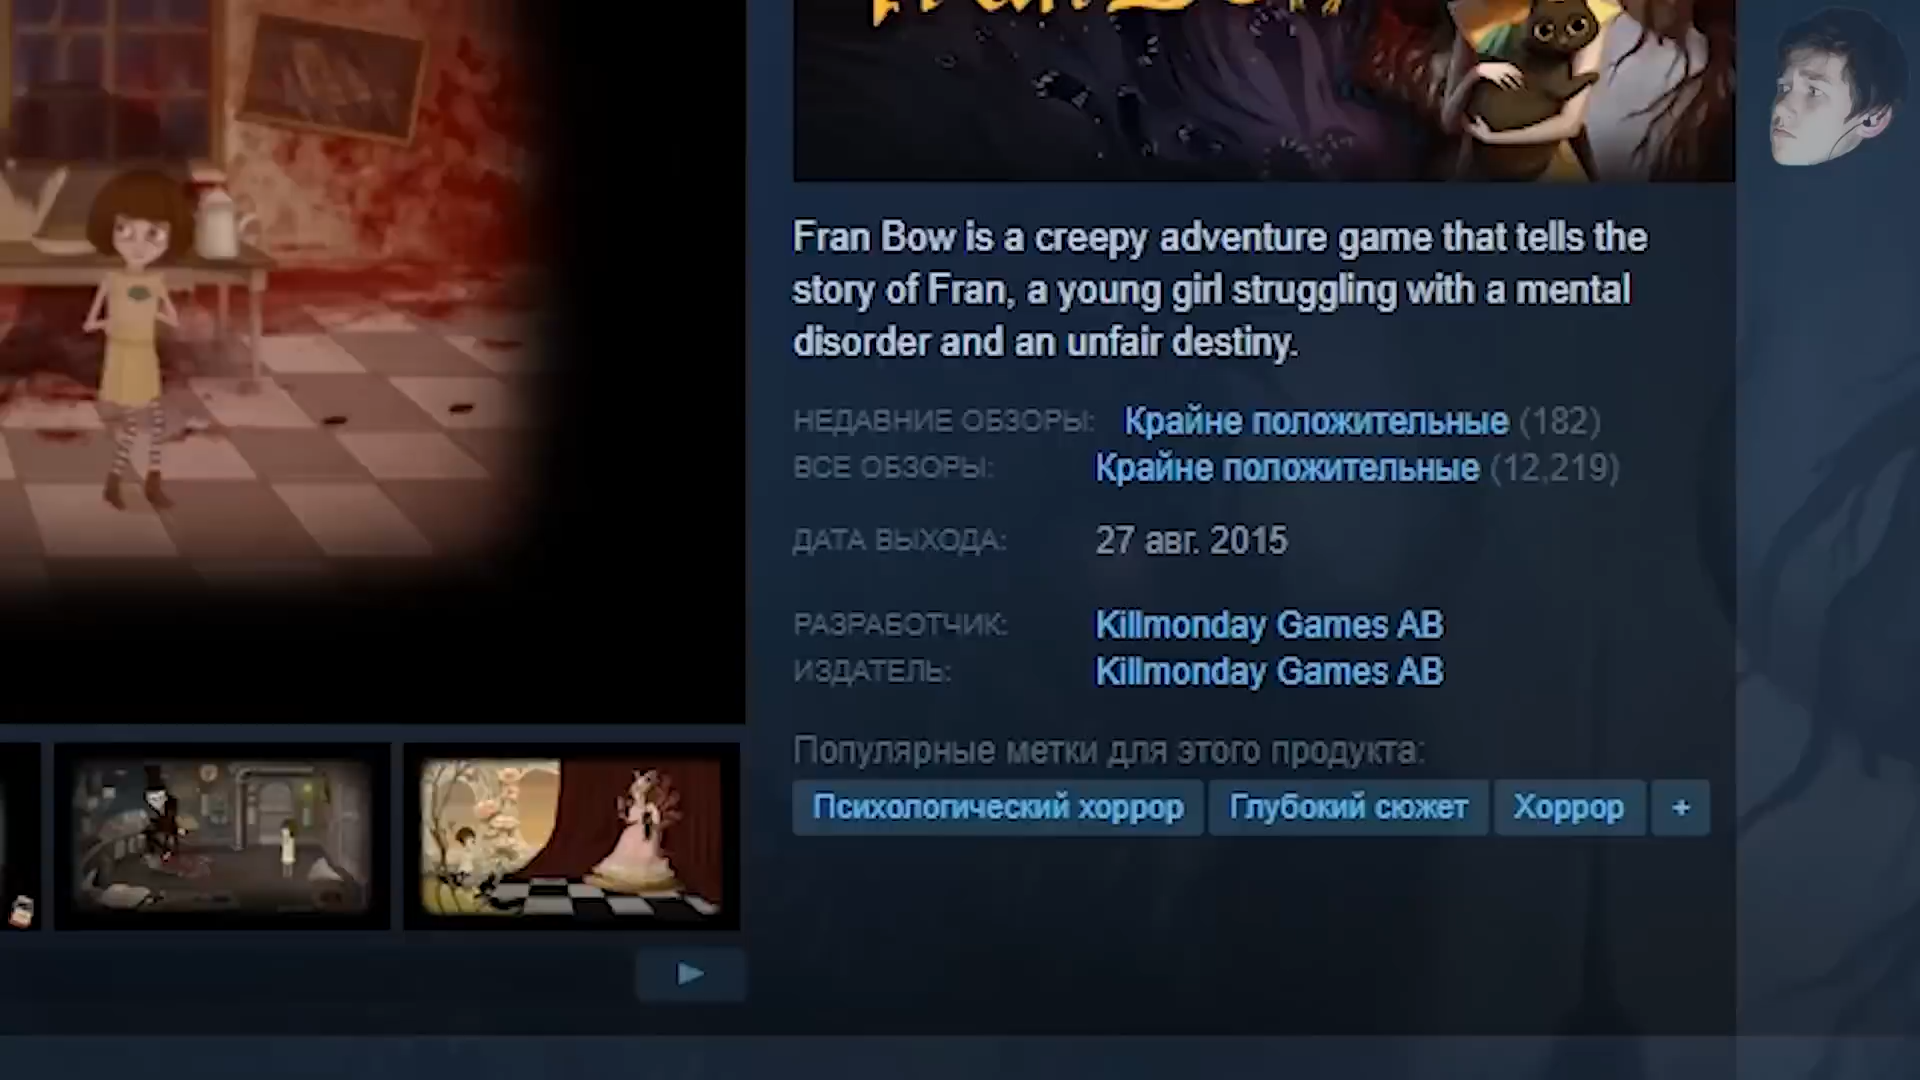 Fran Bow is a creepy adventure game that tells the
story of Fran, a young girl struggling with a mental
disorder and an unfair destiny.
НЕДАВНИЕ ОБЗОРЫ: Крайне положительные (182)
ВСЕ ОБЗОРЫ: Крайне положительные (12,219)
ДАТА ВЫХОДА: 27 авг. 2015
РАЗРАБОТЧИК: Killmonday Games AB
ИЗДАТЕЛЬ: Killmonday Games AB
Популярные метки для этого продукта:
Психологический хоррор Глубокий сюжет Хоррор +